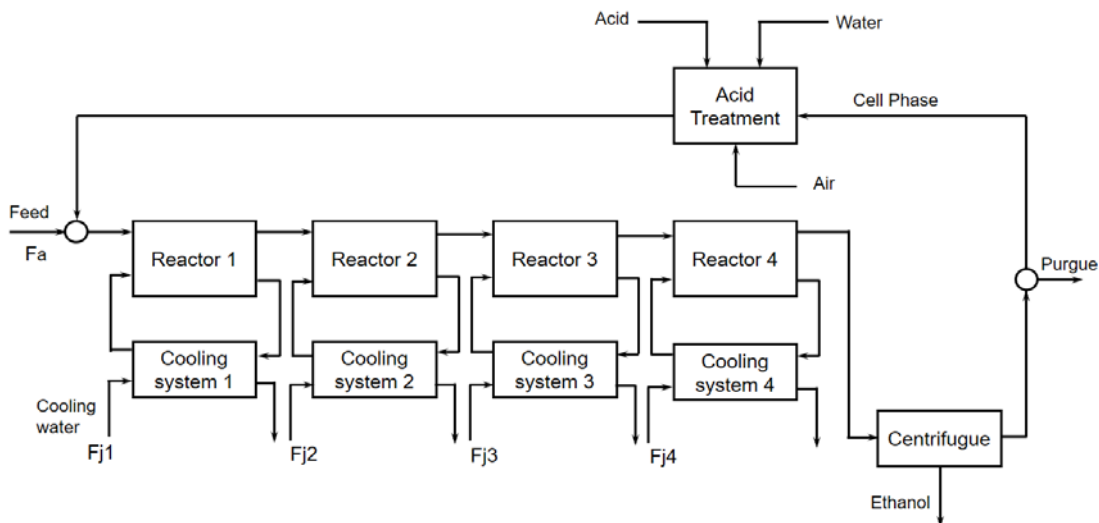 Acid
Water
Acid
Treatment
Cell Phase
Air
Feed
Fa
Reactor 1
Reactor 2
Reactor 3
Reactor 4
Purgue
Cooling
system 1
Cooling
system 2
Cooling
system 3
Cooling
system 4
Cooling
water
Fj1
Fj2
Fj3
Fj4
Centrifugue
Ethanol